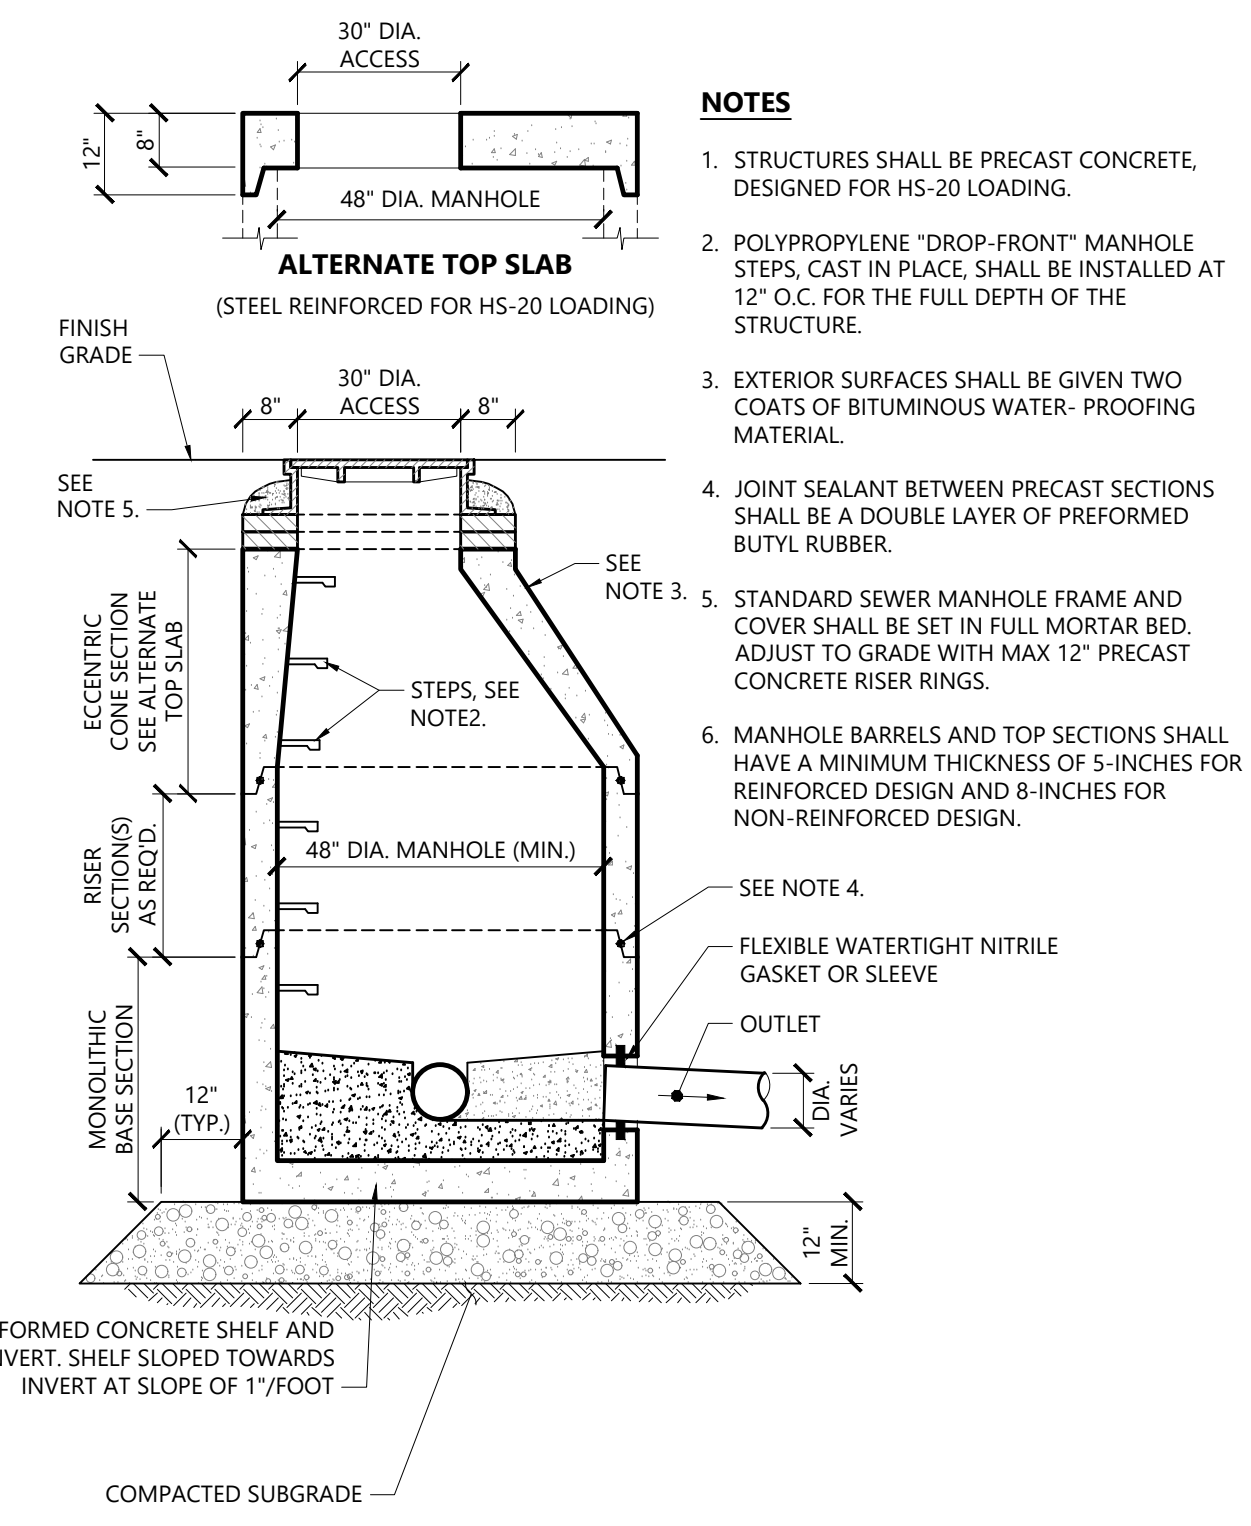 30" DIA.
ACCESS
12"
8"
48" DIA. MANHOLE
ALTERNATE TOP SLAB
(STEEL REINFORCED FOR HS-20 LOADING)
FINISH
GRADE
30" DIA.
ACCESS
8"
8"
SEE
NOTE 5.
SEE
NOTE 3.
ECCENTRIC
CONE SECTION
SEE ALTERNATE
TOP SLAB
STEPS, SEE
NOTE2.
RISER
SECTION(S)
AS REQ'D.
48" DIA. MANHOLE (MIN.)
SEE NOTE 4.
FLEXIBLE WATERTIGHT NITRILE
GASKET OR SLEEVE
OUTLET
MONOLITHIC
BASE SECTION
12"
(TYP.)
DIA.
VARIES
12"
MIN.
FORMED CONCRETE SHELF AND
NVERT. SHELF SLOPED TOWARDS
INVERT AT SLOPE OF 1"/FOOT
COMPACTED SUBGRADE
NOTES
1. STRUCTURES SHALL BE PRECAST CONCRETE,
DESIGNED FOR HS-20 LOADING.
2. POLYPROPYLENE "DROP-FRONT" MANHOLE
STEPS, CAST IN PLACE, SHALL BE INSTALLED AT
12" O.C. FOR THE FULL DEPTH OF THE
STRUCTURE.
3. EXTERIOR SURFACES SHALL BE GIVEN TWO
COATS OF BITUMINOUS WATER- PROOFING
MATERIAL.
4. JOINT SEALANT BETWEEN PRECAST SECTIONS
SHALL BE A DOUBLE LAYER OF PREFORMED
BUTYL RUBBER.
5. STANDARD SEWER MANHOLE FRAME AND
COVER SHALL BE SET IN FULL MORTAR BED.
ADJUST TO GRADE WITH MAX 12" PRECAST
CONCRETE RISER RINGS.
6. MANHOLE BARRELS AND TOP SECTIONS SHALL
HAVE A MINIMUM THICKNESS OF 5-INCHES FOR
REINFORCED DESIGN AND 8-INCHES FOR
NON-REINFORCED DESIGN.